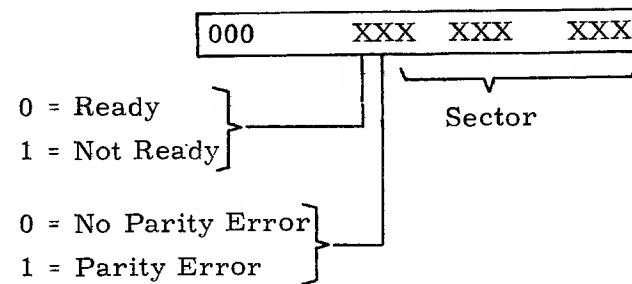 000 XXX XXX XXX
0 = Ready
1 = Not Ready
Sector
0 = No Parity Error
1 = Parity Error